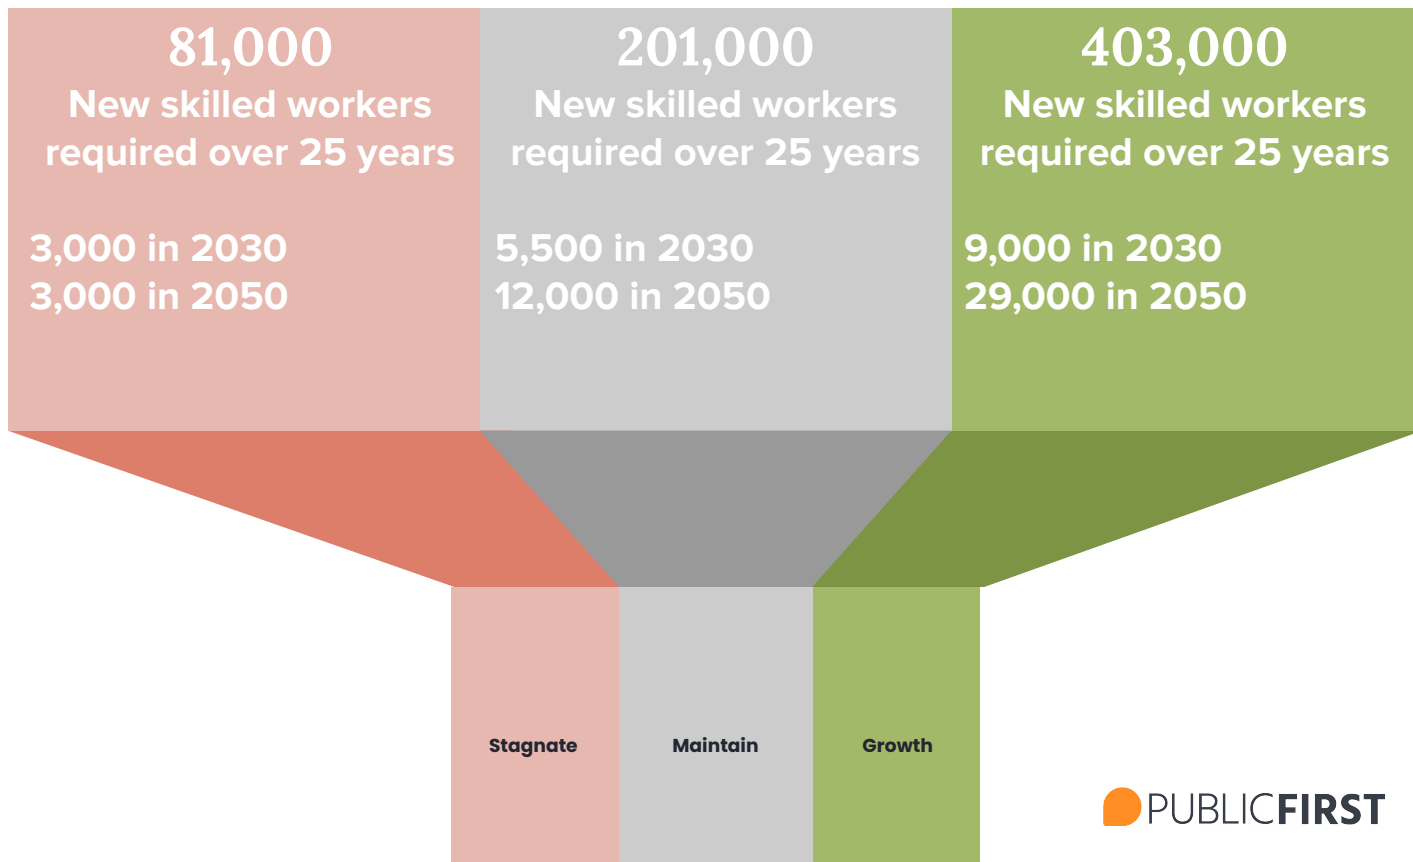 81,000
New skilled workers
required over 25 years
3,000 in 2030
3,000 in 2050
201,000
New skilled workers
required over 25 years
5,500 in 2030
12,000 in 2050
403,000
New skilled workers
required over 25 years
9,000 in 2030
29,000 in 2050
Stagnate
Maintain
Growth
PUBLICFIRST